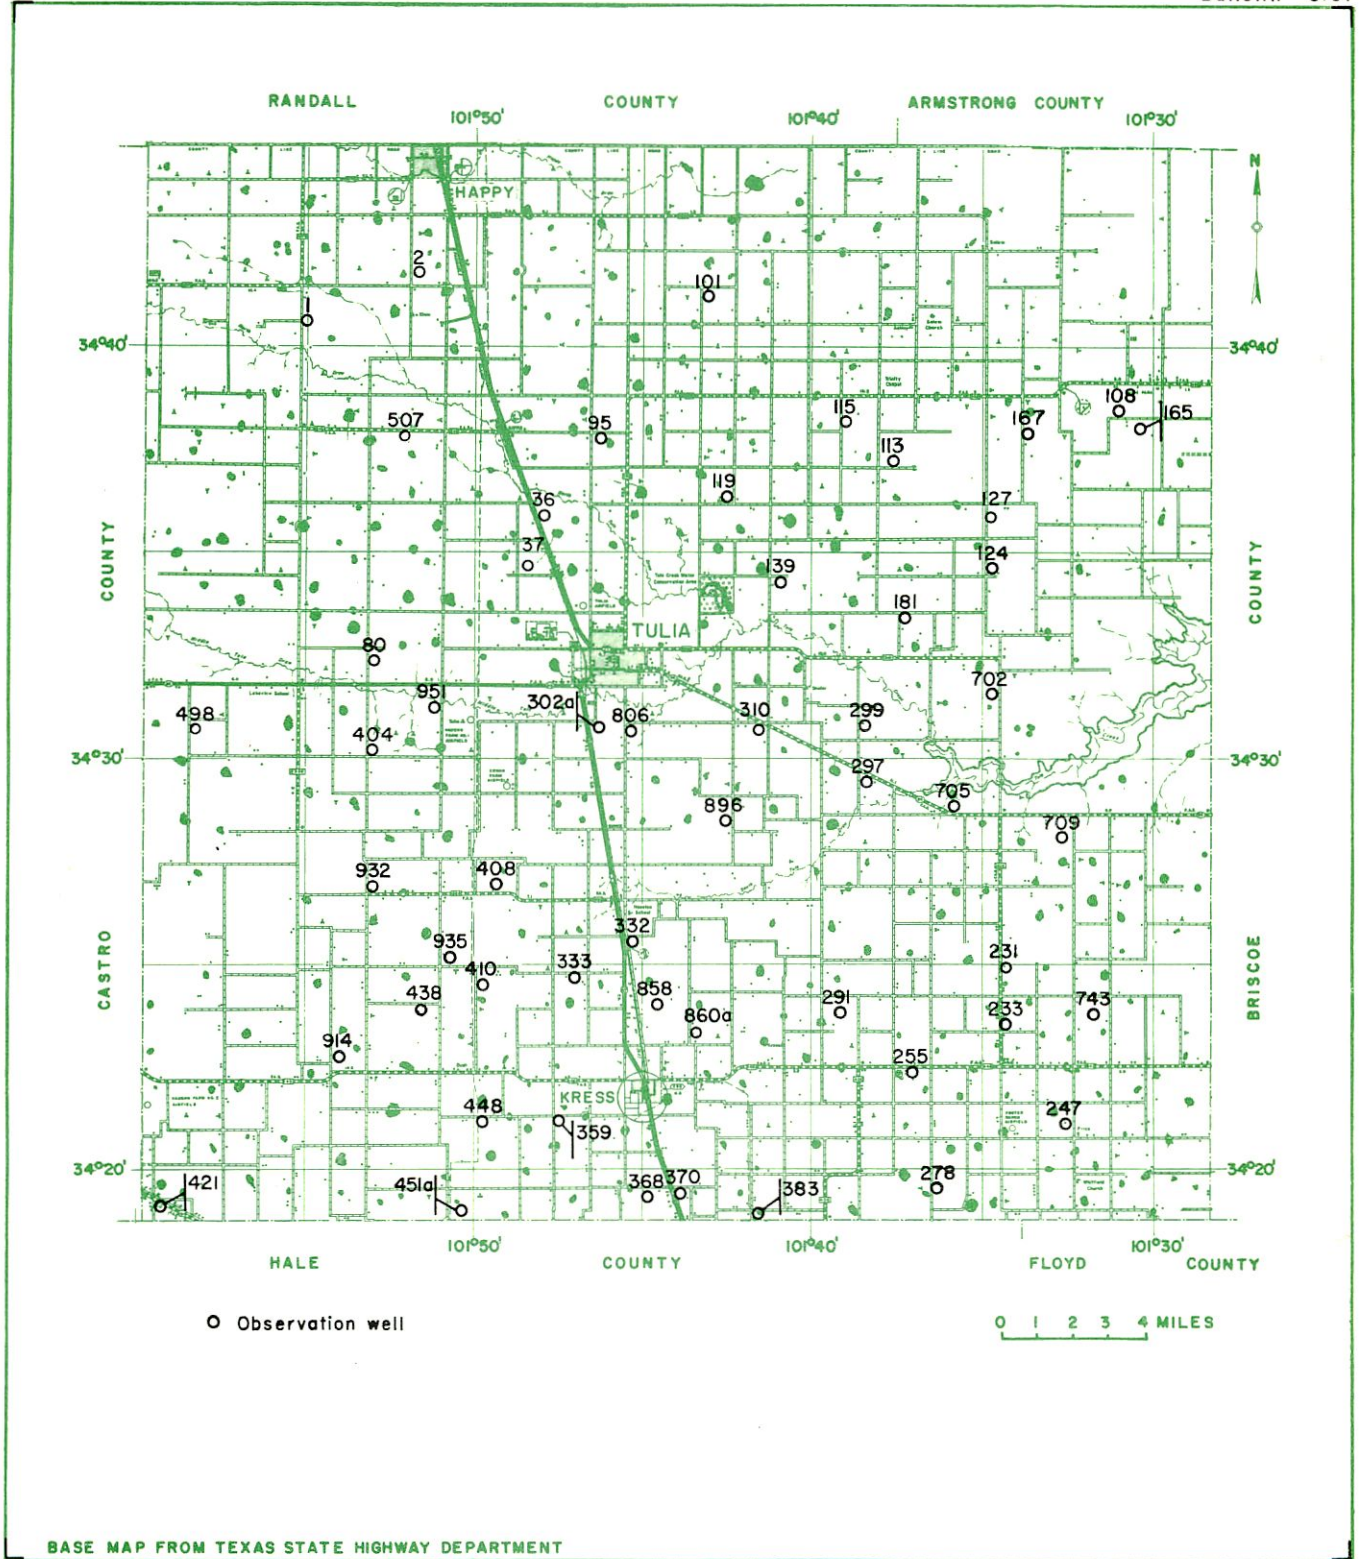 RANDALL COUNTY ARMSTRONG COUNTY
101°50' 101°40' 101°30'
N
HAPPY
2
101
1
34°40' 34°40'
108
115 167 165
507 95
113
119
36 127
37
124
139
COUNTY COUNTY
181
TULIA
80
702
951 302a 806 310 299
498
404
34°30' 34°30'
297
705
896
709
932 408
332
935 231
410 333
CASTRO BRISCOE
438 858 291 743
860a 233
914
255
KRESS
448 247
359
34°20' 34°20'
421 451a 368 370 383 278
101°50' 101°40' 101°30'
HALE COUNTY FLOYD COUNTY
Observation well
0 1 2 3 4 MILES
BASE MAP FROM TEXAS STATE HIGHWAY DEPARTMENT